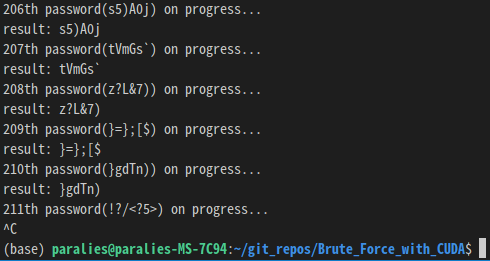 206th password(s5)A0j) on progress...
result: s5)A0j
207th password(tVmGs`) on progress...
result: tVmGs`
208th password(z?L&7)) on progress...
result: z?L&7)
209th password(}=};[$) on progress...
result: }=};[$
210th password(}gdTn)) on progress...
result: }gdTn)
211th password(!?/<?5>) on progress...
^C
(base) paralies@paralies-MS-7C94:~/git_repos/Brute_Force_with_CUDA$